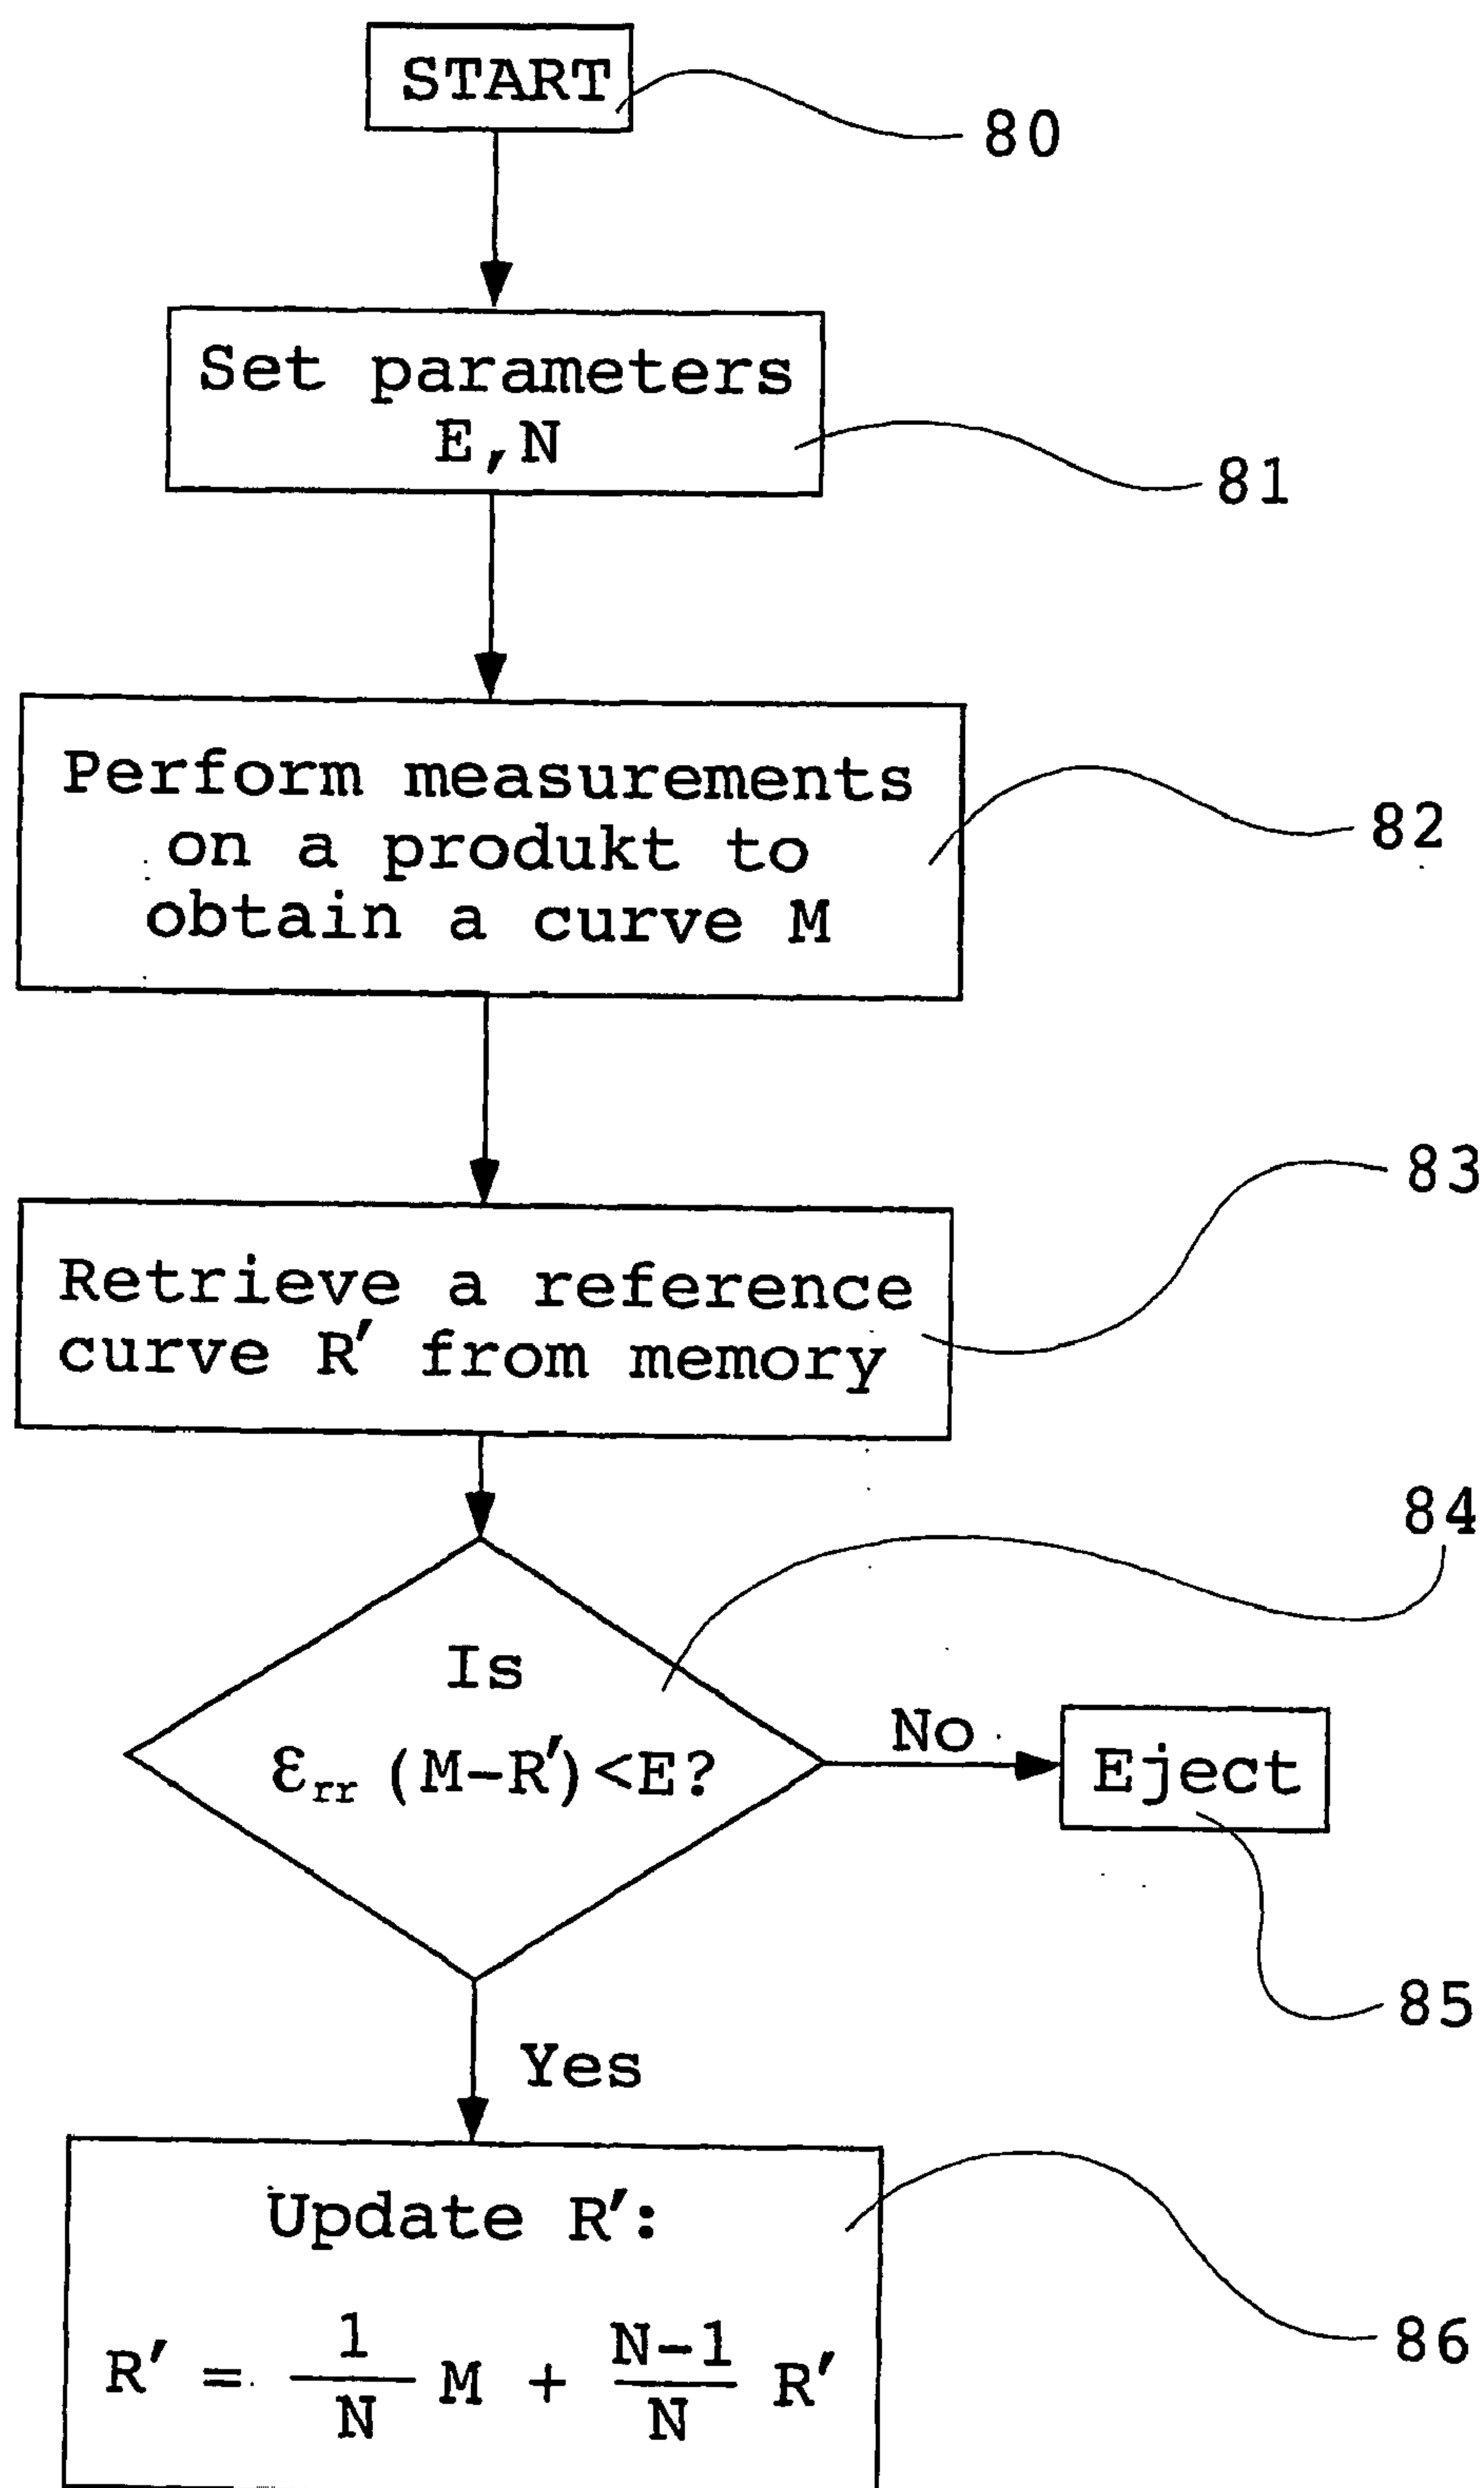 START
80
Set parameters
E,N
81
Perform measurements
on a produkt to
obtain a curve M
82
83
Retrieve a reference
curve R' from memory
84
Is
Ɛrr (M-R')<E?
No
Eject
85
Yes
Update R':
R' = 1/N M + N-1/N R'
86